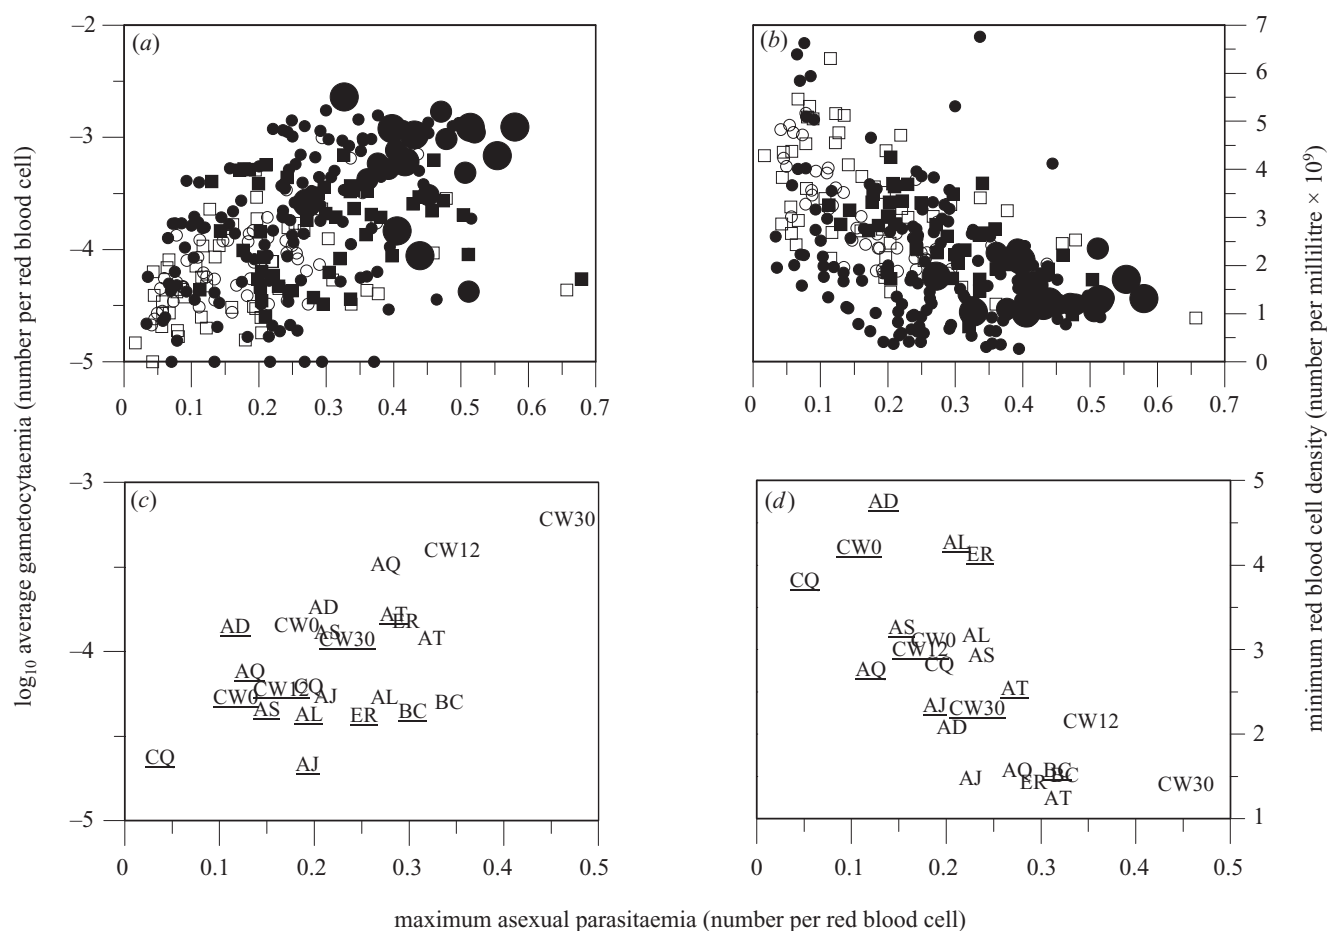 (a)
–2
–3
–4
–5
0 0.1 0.2 0.3 0.4 0.5 0.6 0.7
(b)
7
6
5
4
3
2
1
0
0 0.1 0.2 0.3 0.4 0.5 0.6 0.7
log10 average gametocytaemia (number per red blood cell)
minimum red blood cell density (number per millilitre × 10⁹)
(c)
–3
–4
–5
CW30
CW12
AQ
AD
AT
ER
AD
CW0
AS
CW30
AT
AQ
CW12
CQ
CW0
AJ
AL
BC
AS
AL
ER
BC
CQ
AJ
0 0.1 0.2 0.3 0.4 0.5
(d)
5
4
3
2
1
AD
CW0
AL
ER
CQ
AS
CW0
AL
CW12
AS
AQ
CQ
AT
AJ
CW30
AD
CW12
AJ
AQ
ER
BC
BC
AT
CW30
0 0.1 0.2 0.3 0.4 0.5
maximum asexual parasitaemia (number per red blood cell)